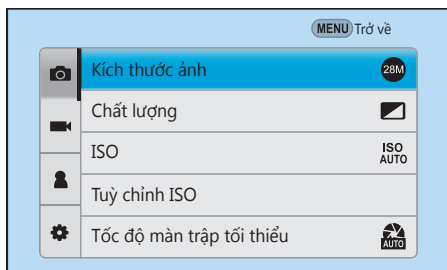 MENU Trở về
Kích thước ảnh 28M
Chất lượng
ISO ISO AUTO
Tuỳ chỉnh ISO
Tốc độ màn trập tối thiểu AUTO